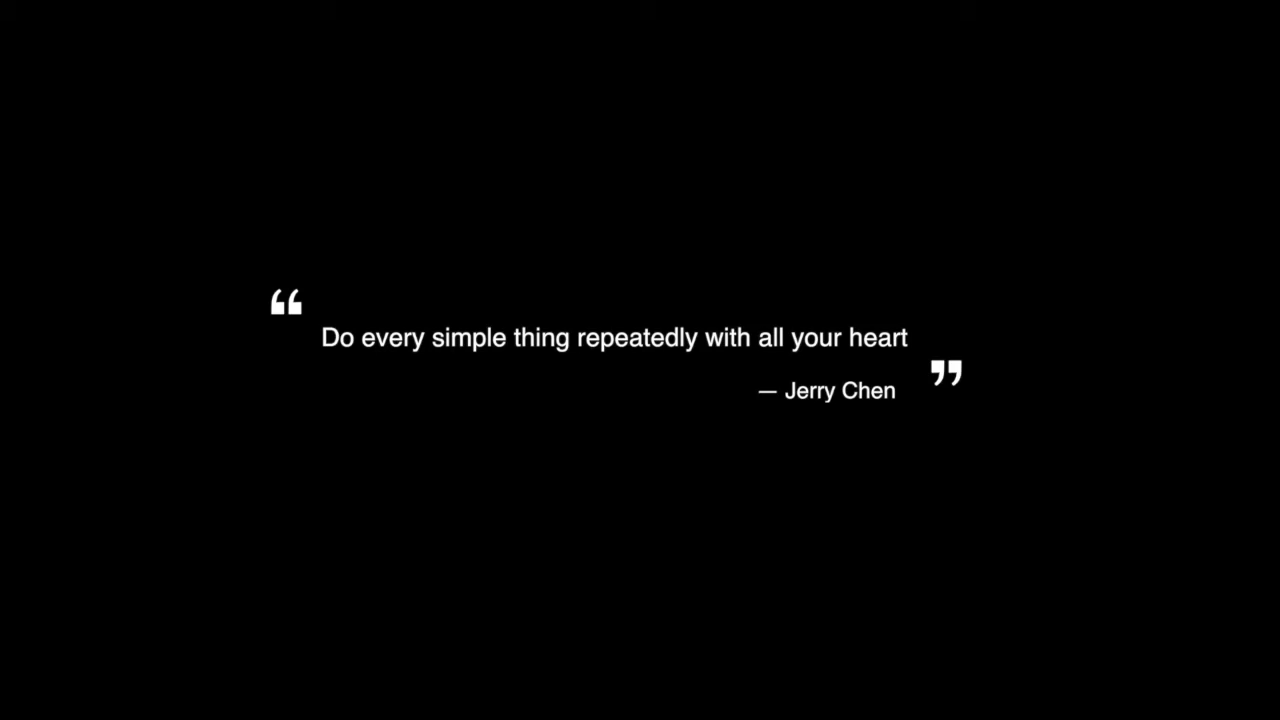 “
Do every simple thing repeatedly with all your heart
— Jerry Chen
”